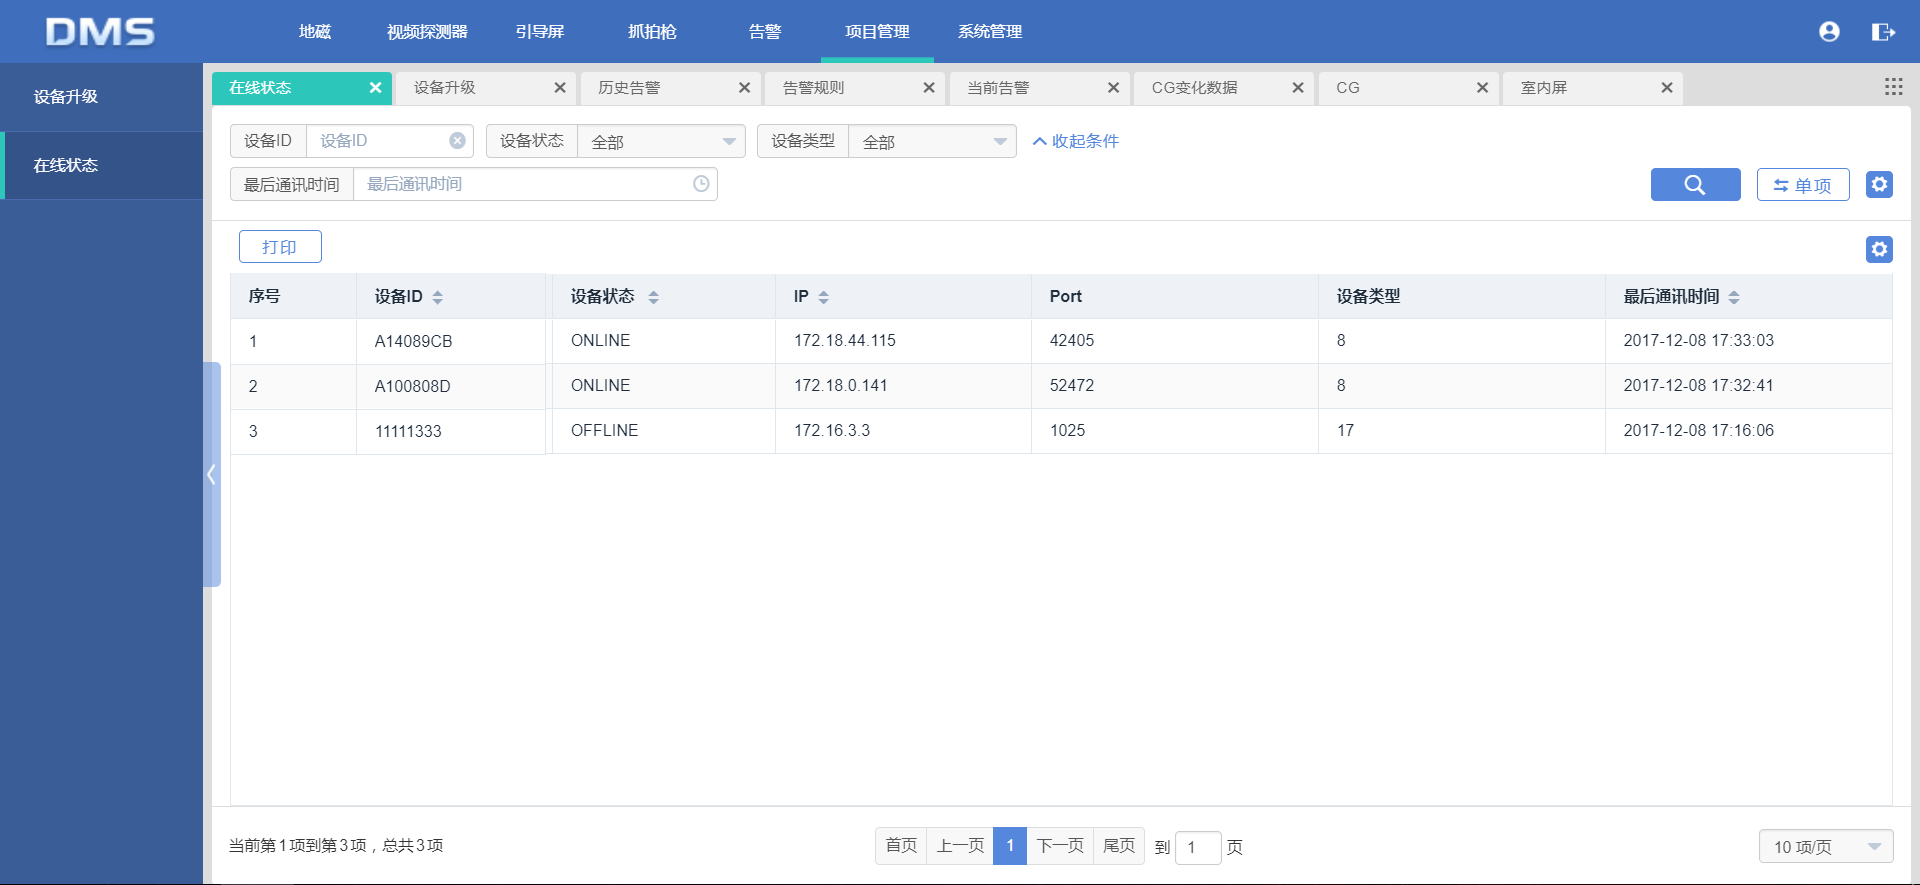 DMS 地磁 视频探测器 引导屏 抓拍枪 告警 项目管理 系统管理
设备升级
在线状态
在线状态 设备升级 历史告警 告警规则 当前告警 CG变化数据 CG 室内屏
设备ID 设备ID 设备状态 全部 设备类型 全部 收起条件
最后通讯时间 最后通讯时间 单项
打印
序号 设备ID 设备状态 IP Port 设备类型 最后通讯时间
1 A14089CB ONLINE 172.18.44.115 42405 8 2017-12-08 17:33:03
2 A100808D ONLINE 172.18.0.141 52472 8 2017-12-08 17:32:41
3 11111333 OFFLINE 172.16.3.3 1025 17 2017-12-08 17:16:06
当前第1项到第3项，总共3项 首页 上一页 1 下一页 尾页 到 1 页 10 项/页